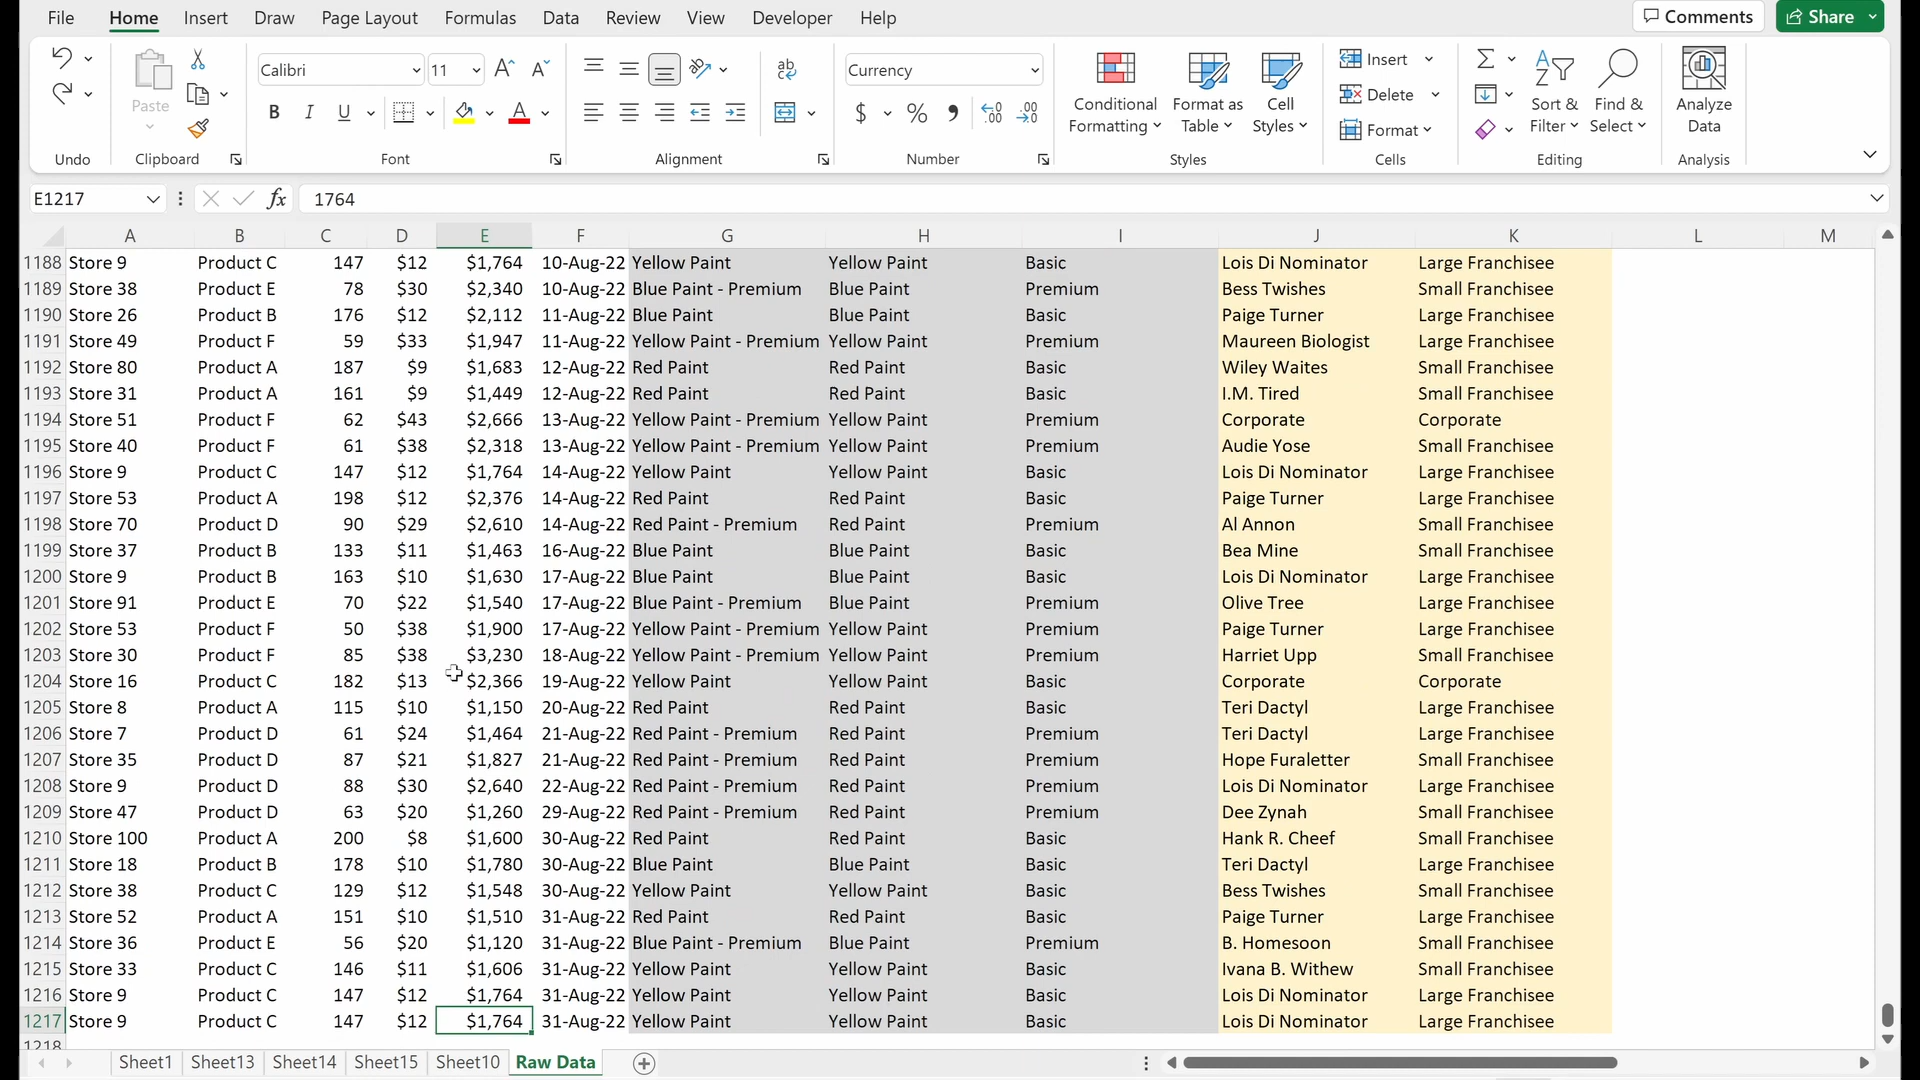 File Home Insert Draw Page Layout Formulas Data Review View Developer Help Comments Share
Calibri 11 A A ab Currency Insert Σ
Paste Conditional Formatting Format as Table Cell Styles Delete Sort & Filter Find & Select Analyze Data
B I U A $ % , .00 Format
Undo Clipboard Font Alignment Number Styles Cells Editing Analysis
E1217 fx 1764
A B C D E F G H I J K L M
1188 Store 9 Product C 147 $12 $1,764 10-Aug-22 Yellow Paint Yellow Paint Basic Lois Di Nominator Large Franchisee
1189 Store 38 Product E 78 $30 $2,340 10-Aug-22 Blue Paint - Premium Blue Paint Premium Bess Twishes Small Franchisee
1190 Store 26 Product B 176 $12 $2,112 11-Aug-22 Blue Paint Blue Paint Basic Paige Turner Large Franchisee
1191 Store 49 Product F 59 $33 $1,947 11-Aug-22 Yellow Paint - Premium Yellow Paint Premium Maureen Biologist Large Franchisee
1192 Store 80 Product A 187 $9 $1,683 12-Aug-22 Red Paint Red Paint Basic Wiley Waites Small Franchisee
1193 Store 31 Product A 161 $9 $1,449 12-Aug-22 Red Paint Red Paint Basic I.M. Tired Small Franchisee
1194 Store 51 Product F 62 $43 $2,666 13-Aug-22 Yellow Paint - Premium Yellow Paint Premium Corporate Corporate
1195 Store 40 Product F 61 $38 $2,318 13-Aug-22 Yellow Paint - Premium Yellow Paint Premium Audie Yose Small Franchisee
1196 Store 9 Product C 147 $12 $1,764 14-Aug-22 Yellow Paint Yellow Paint Basic Lois Di Nominator Large Franchisee
1197 Store 53 Product A 198 $12 $2,376 14-Aug-22 Red Paint Red Paint Basic Paige Turner Large Franchisee
1198 Store 70 Product D 90 $29 $2,610 14-Aug-22 Red Paint - Premium Red Paint Premium Al Annon Small Franchisee
1199 Store 37 Product B 133 $11 $1,463 16-Aug-22 Blue Paint Blue Paint Basic Bea Mine Small Franchisee
1200 Store 9 Product B 163 $10 $1,630 17-Aug-22 Blue Paint Blue Paint Basic Lois Di Nominator Large Franchisee
1201 Store 91 Product E 70 $22 $1,540 17-Aug-22 Blue Paint - Premium Blue Paint Premium Olive Tree Large Franchisee
1202 Store 53 Product F 50 $38 $1,900 17-Aug-22 Yellow Paint - Premium Yellow Paint Premium Paige Turner Large Franchisee
1203 Store 30 Product F 85 $38 $3,230 18-Aug-22 Yellow Paint - Premium Yellow Paint Premium Harriet Upp Small Franchisee
1204 Store 16 Product C 182 $13 $2,366 19-Aug-22 Yellow Paint Yellow Paint Basic Corporate Corporate
1205 Store 8 Product A 115 $10 $1,150 20-Aug-22 Red Paint Red Paint Basic Teri Dactyl Large Franchisee
1206 Store 7 Product D 61 $24 $1,464 21-Aug-22 Red Paint - Premium Red Paint Premium Teri Dactyl Large Franchisee
1207 Store 35 Product D 87 $21 $1,827 21-Aug-22 Red Paint - Premium Red Paint Premium Hope Furaletter Small Franchisee
1208 Store 9 Product D 88 $30 $2,640 22-Aug-22 Red Paint - Premium Red Paint Premium Lois Di Nominator Large Franchisee
1209 Store 47 Product D 63 $20 $1,260 29-Aug-22 Red Paint - Premium Red Paint Premium Dee Zynah Small Franchisee
1210 Store 100 Product A 200 $8 $1,600 30-Aug-22 Red Paint Red Paint Basic Hank R. Cheef Small Franchisee
1211 Store 18 Product B 178 $10 $1,780 30-Aug-22 Blue Paint Blue Paint Basic Teri Dactyl Large Franchisee
1212 Store 38 Product C 129 $12 $1,548 30-Aug-22 Yellow Paint Yellow Paint Basic Bess Twishes Small Franchisee
1213 Store 52 Product A 151 $10 $1,510 31-Aug-22 Red Paint Red Paint Basic Paige Turner Large Franchisee
1214 Store 36 Product E 56 $20 $1,120 31-Aug-22 Blue Paint - Premium Blue Paint Premium B. Homesoon Small Franchisee
1215 Store 33 Product C 146 $11 $1,606 31-Aug-22 Yellow Paint Yellow Paint Basic Ivana B. Withew Small Franchisee
1216 Store 9 Product C 147 $12 $1,764 31-Aug-22 Yellow Paint Yellow Paint Basic Lois Di Nominator Large Franchisee
1217 Store 9 Product C 147 $12 $1,764 31-Aug-22 Yellow Paint Yellow Paint Basic Lois Di Nominator Large Franchisee
1218
Sheet1 Sheet13 Sheet14 Sheet15 Sheet10 Raw Data